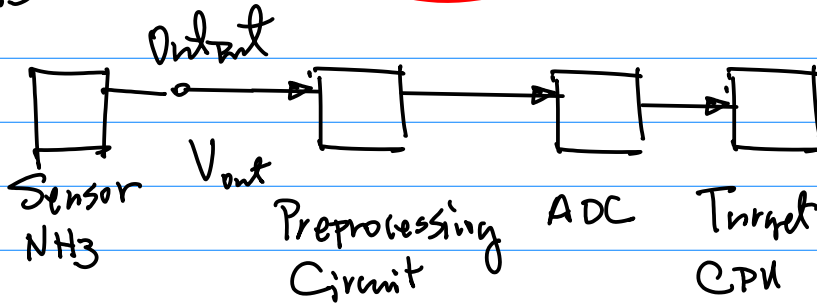 Output
Vout
Sensor
NH3
Preprocessing
Circuit
ADC
Target
CPU